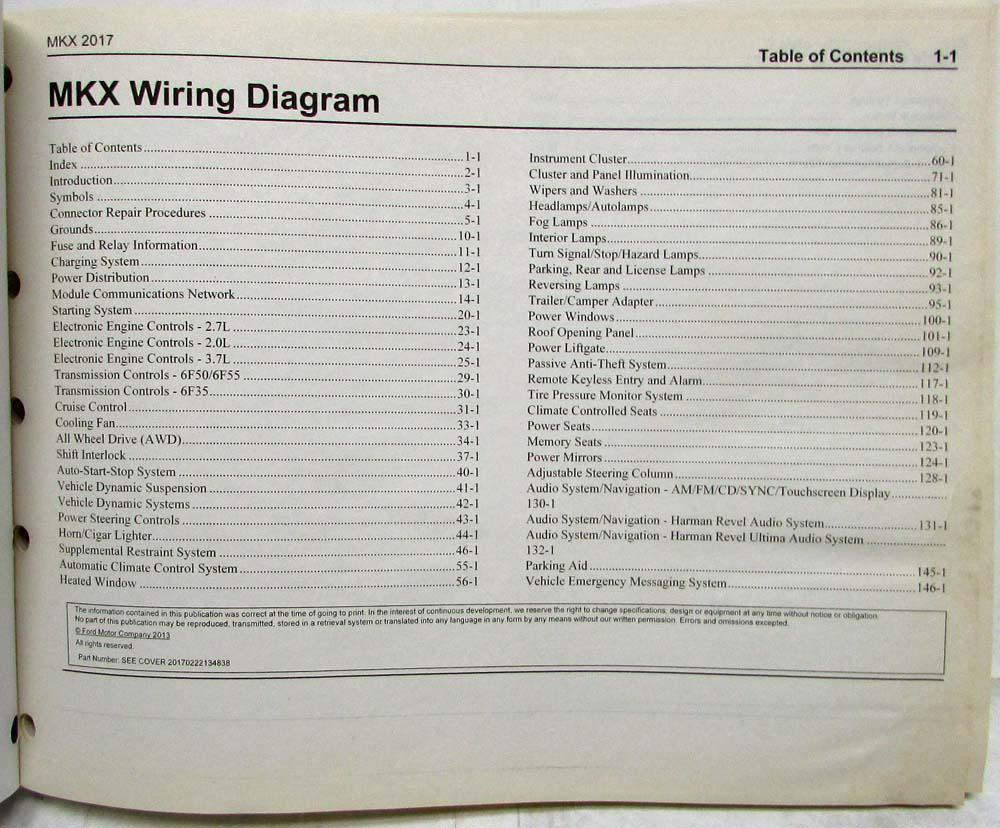 MKX 2017
Table of Contents 1-1
MKX Wiring Diagram
Table of Contents 1-1
Index 2-1
Introduction 3-1
Symbols 4-1
Connector Repair Procedures 5-1
Grounds 10-1
Fuse and Relay Information 11-1
Charging System 12-1
Power Distribution 13-1
Module Communications Network 14-1
Starting System 20-1
Electronic Engine Controls - 2.7L 23-1
Electronic Engine Controls - 2.0L 24-1
Electronic Engine Controls - 3.7L 25-1
Transmission Controls - 6F50/6F55 29-1
Transmission Controls - 6F35 30-1
Cruise Control 31-1
Cooling Fan 33-1
All Wheel Drive (AWD) 34-1
Shift Interlock 37-1
Auto-Start-Stop System 40-1
Vehicle Dynamic Suspension 41-1
Vehicle Dynamic Systems 42-1
Power Steering Controls 43-1
Horn/Cigar Lighter 44-1
Supplemental Restraint System 46-1
Automatic Climate Control System 55-1
Heated Window 56-1
Instrument Cluster 60-1
Cluster and Panel Illumination 71-1
Wipers and Washers 81-1
Headlamps/Autolamps 85-1
Fog Lamps 86-1
Interior Lamps 89-1
Turn Signal/Stop/Hazard Lamps 90-1
Parking, Rear and License Lamps 92-1
Reversing Lamps 93-1
Trailer/Camper Adapter 95-1
Power Windows 100-1
Roof Opening Panel 101-1
Power Liftgate 109-1
Passive Anti-Theft System 112-1
Remote Keyless Entry and Alarm 117-1
Tire Pressure Monitor System 118-1
Climate Controlled Seats 119-1
Power Seats 120-1
Memory Seats 123-1
Power Mirrors 124-1
Adjustable Steering Column 128-1
Audio System/Navigation - AM/FM/CD/SYNC/Touchscreen Display
130-1
Audio System/Navigation - Harman Revel Audio System 131-1
Audio System/Navigation - Harman Revel Ultima Audio System
132-1
Parking Aid 145-1
Vehicle Emergency Messaging System 146-1
The information contained in this publication was correct at the time of going to print. In the interest of continuous development, we reserve the right to change specifications, design or equipment at any time without notice or obligation.
No part of this publication may be reproduced, transmitted, stored in a retrieval system or translated into any language in any form by any means without our written permission. Errors and omissions excepted.
© Ford Motor Company 2013
All rights reserved.
Part Number: SEE COVER 20170222134838